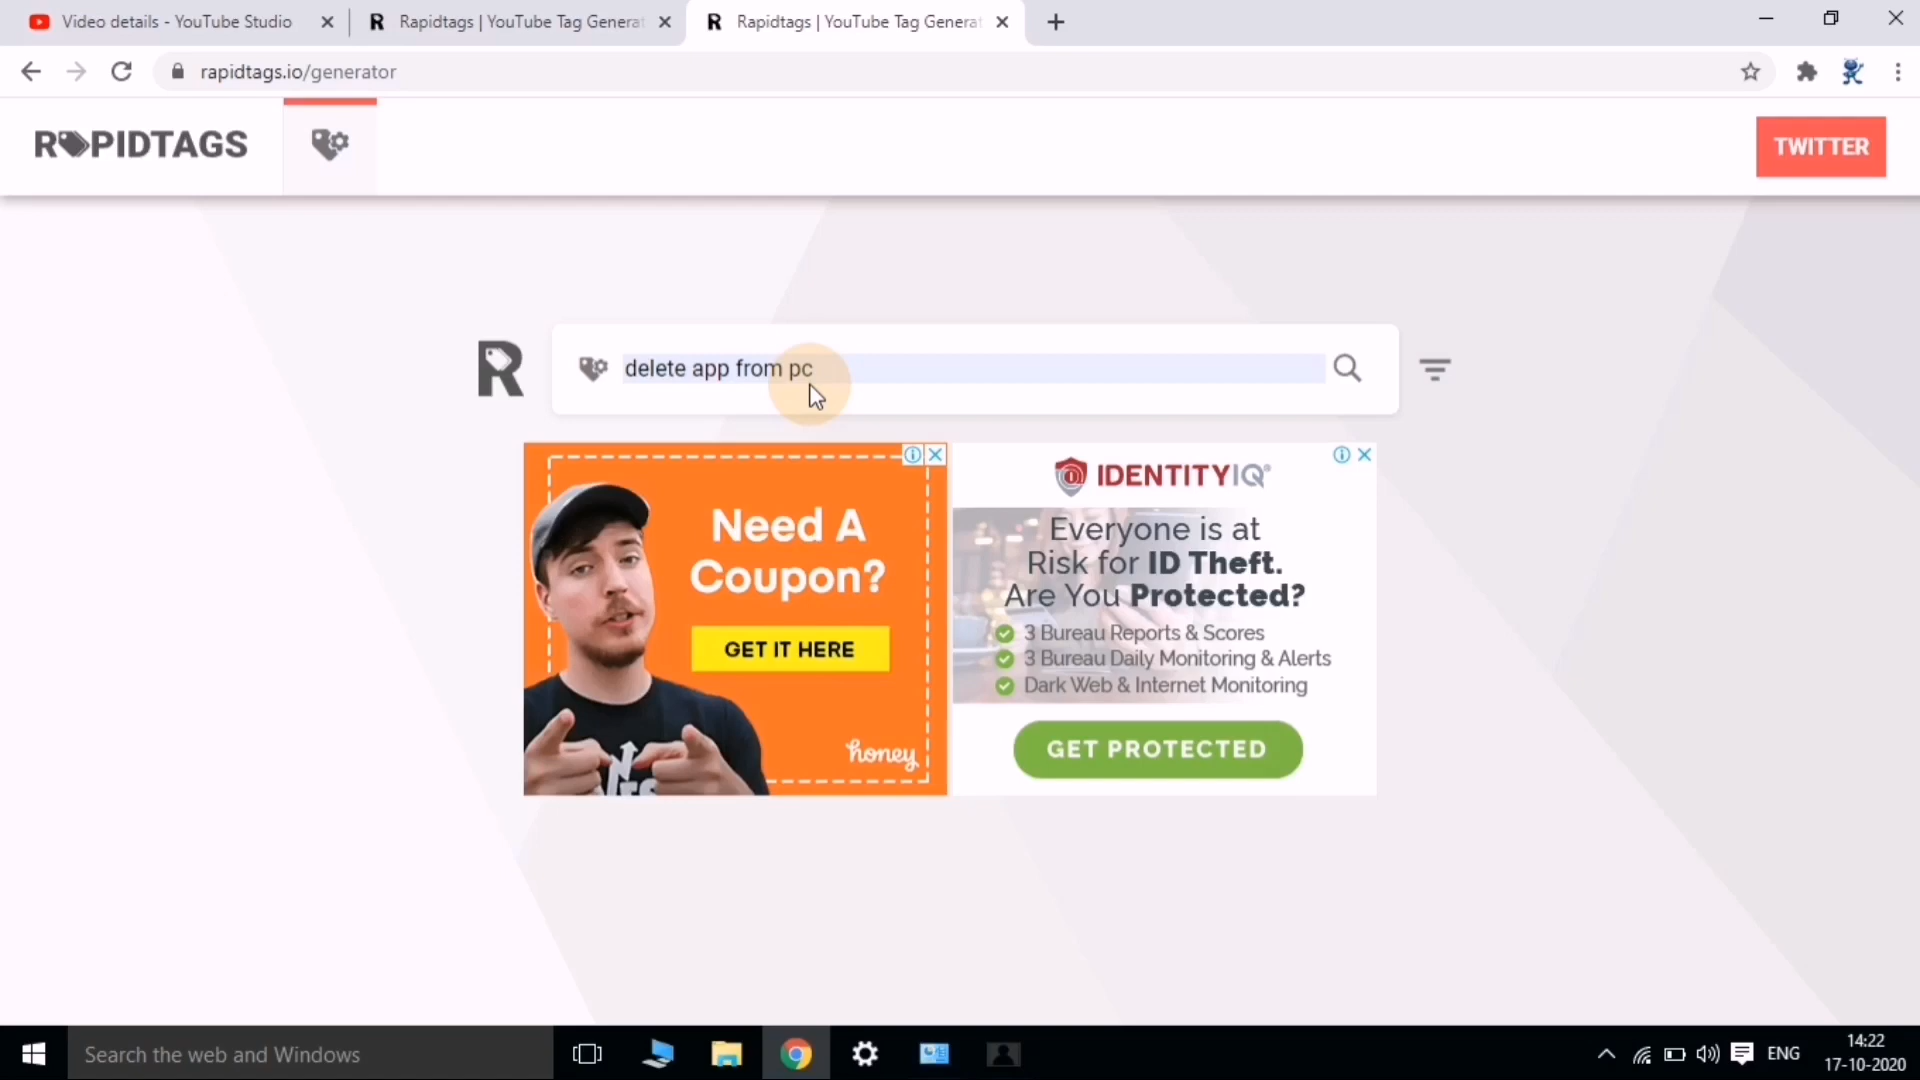 Video details - YouTube Studio
Rapidtags | YouTube Tag Generat
Rapidtags | YouTube Tag Generat
rapidtags.io/generator
RAPIDTAGS
TWITTER
R
delete app from pc
Need A
Coupon?
GET IT HERE
honey
IDENTITYIQ®
Everyone is at
Risk for ID Theft.
Are You Protected?
3 Bureau Reports & Scores
3 Bureau Daily Monitoring & Alerts
Dark Web & Internet Monitoring
GET PROTECTED
Search the web and Windows
ENG
14:22
17-10-2020